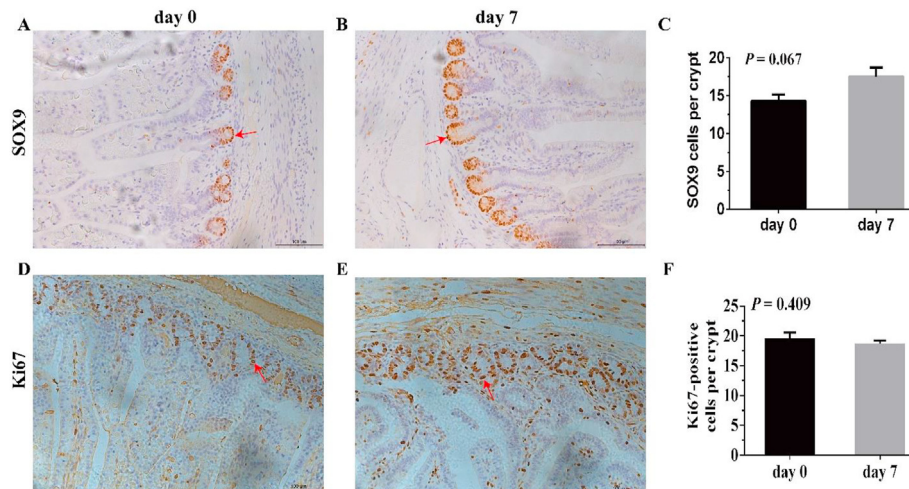 day 0
day 7
A
B
C
SOX9
SOX9 cells per crypt
P = 0.067
20
15
10
5
0
day 0
day 7
D
E
F
Ki67
Ki67-positive
cells per crypt
P = 0.409
25
20
15
10
5
0
day 0
day 7